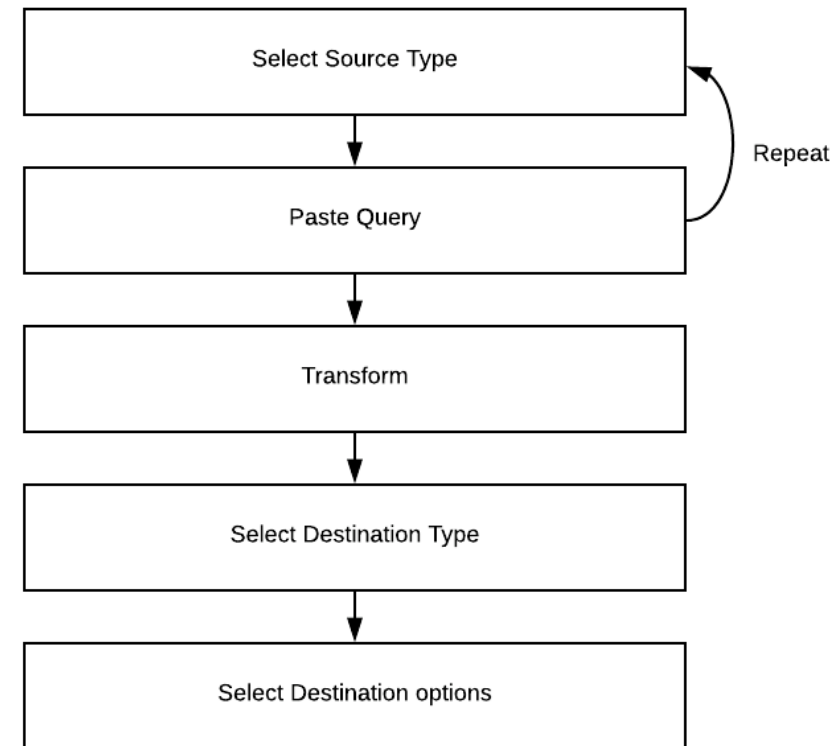 Select Source Type
Repeat
Paste Query
Transform
Select Destination Type
Select Destination options